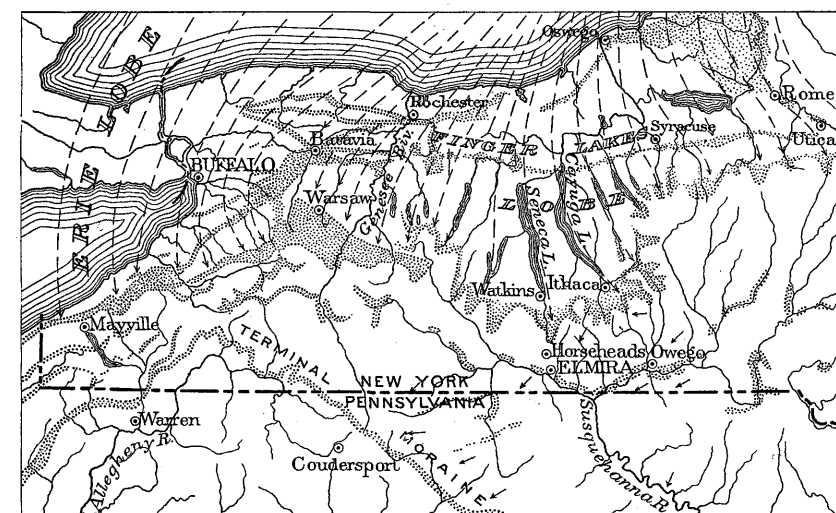 Oswego
Rome
Rochester
Utica
Syracuse
Batavia
FINGER LAKES
LOBE
ERIE LOBE
BUFFALO
Warsaw
Genesee Riv.
Seneca L.
Cayuga L.
Watkins
Ithaca
Mayville
TERMINAL
Horseheads
Owego
ELMIRA
NEW YORK
PENNSYLVANIA
Warren
Allegheny R.
Coudersport
MORAINE
Susquehanna R.